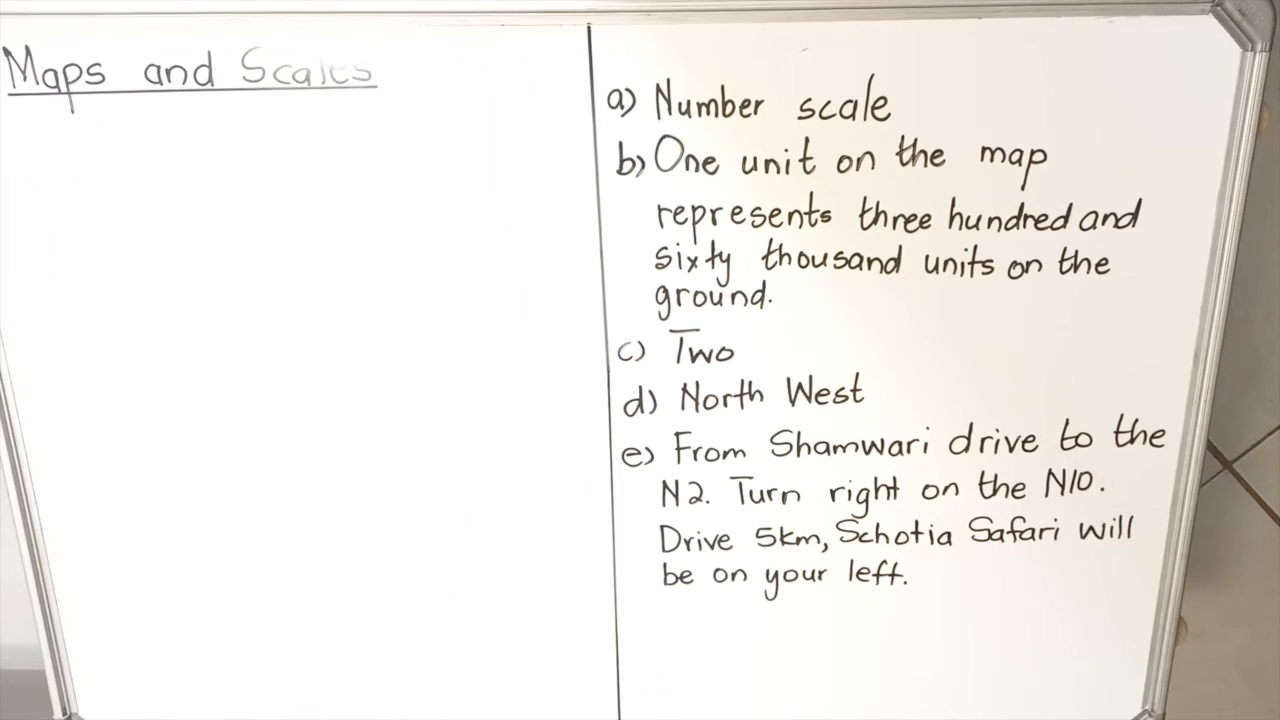 Maps and Scales
a) Number scale
b) One unit on the map
represents three hundred and
sixty thousand units on the
ground.
c) Two
d) North West
e) From Shamwari drive to the
N2. Turn right on the N10.
Drive 5km, Schotia Safari will
be on your left.